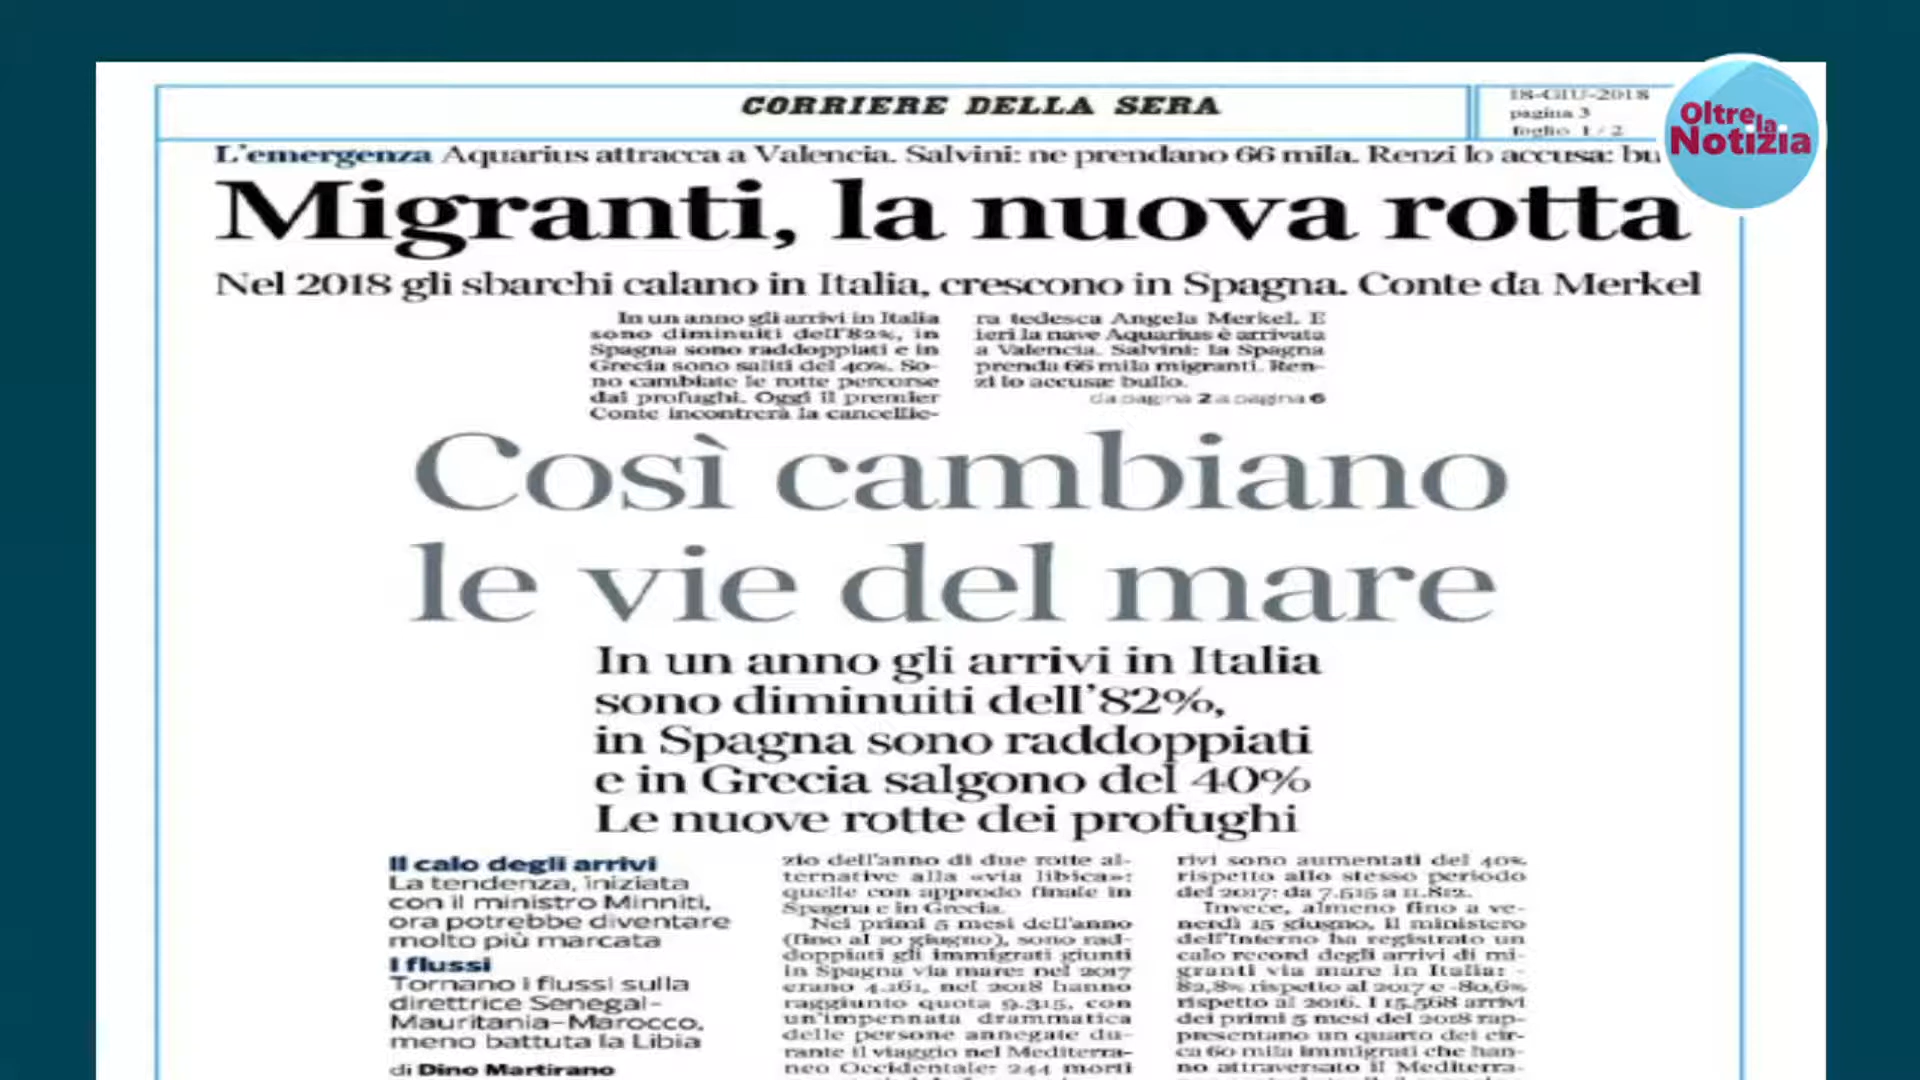 CORRIERE DELLA SERA
18-GIU-2018
pagina 3
foglio 1 / 2
Oltre la
Notizia
L'emergenza Aquarius attracca a Valencia. Salvini: ne prendano 66 mila. Renzi lo accusa: bu
Migranti, la nuova rotta
Nel 2018 gli sbarchi calano in Italia, crescono in Spagna. Conte da Merkel
In un anno gli arrivi in Italia
sono diminuiti dell'82%, in
Spagna sono raddoppiati e in
Grecia sono saliti del 40%. So-
no cambiate le rotte percorse
dai profughi. Oggi il premier
Conte incontrerà la cancellie-
ra tedesca Angela Merkel. E
ieri la nave Aquarius è arrivata
a Valencia. Salvini: la Spagna
prenda 66 mila migranti. Ren-
zi lo accusa: bullo.
da pagina 2 a pagina 6
Così cambiano
le vie del mare
In un anno gli arrivi in Italia
sono diminuiti dell'82%,
in Spagna sono raddoppiati
e in Grecia salgono del 40%
Le nuove rotte dei profughi
Il calo degli arrivi
La tendenza, iniziata
con il ministro Minniti,
ora potrebbe diventare
molto più marcata
I flussi
Tornano i flussi sulla
direttrice Senegal-
Mauritania-Marocco,
meno battuta la Libia
di Dino Martirano
zio dell'anno di due rotte al-
ternative alla «via libica»:
quelle con approdo finale in
Spagna e in Grecia.
Nei primi 5 mesi dell'anno
(fino al 10 giugno), sono rad-
doppiati gli immigrati giunti
in Spagna via mare: nel 2017
erano 4.161, nel 2018 hanno
raggiunto quota 9.315, con
un'impennata drammatica
delle persone annegate du-
rante il viaggio nel Mediterra-
neo Occidentale: 244 morti
rivi sono aumentati del 40%
rispetto allo stesso periodo
del 2017: da 7.515 a 11.812.
Invece, almeno fino a ve-
nerdì 15 giugno, il ministero
dell'Interno ha registrato un
calo record degli arrivi di mi-
granti via mare in Italia: -
82,8% rispetto al 2017 e -80,6%
rispetto al 2016. I 15.568 arrivi
dei primi 5 mesi del 2018 rap-
presentano un quarto dei cir-
ca 60 mila immigrati che han-
no attraversato il Mediterra-